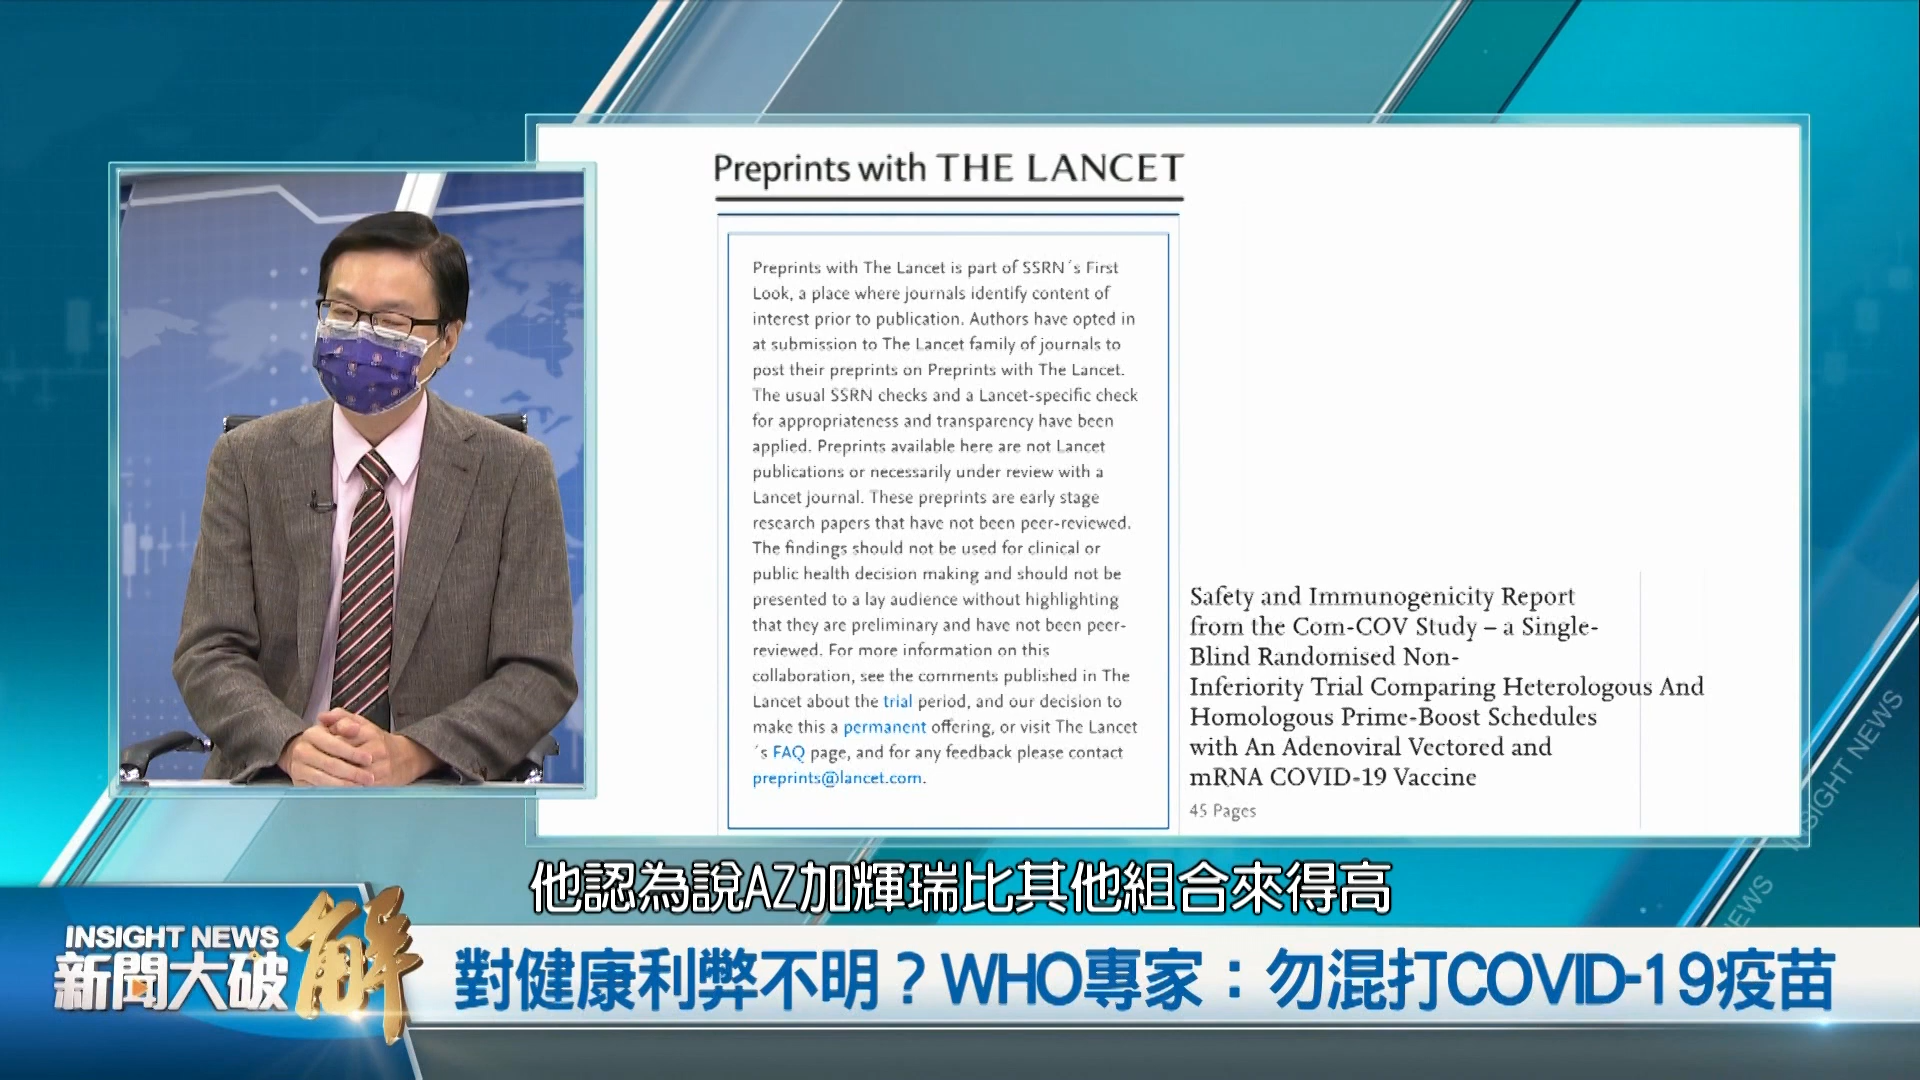 Preprints with THE LANCET
Preprints with The Lancet is part of SSRN´s First
Look, a place where journals identify content of
interest prior to publication. Authors have opted in
at submission to The Lancet family of journals to
post their preprints on Preprints with The Lancet.
The usual SSRN checks and a Lancet-specific check
for appropriateness and transparency have been
applied. Preprints available here are not Lancet
publications or necessarily under review with a
Lancet journal. These preprints are early stage
research papers that have not been peer-reviewed.
The findings should not be used for clinical or
public health decision making and should not be
presented to a lay audience without highlighting
that they are preliminary and have not been peer-
reviewed. For more information on this
collaboration, see the comments published in The
Lancet about the trial period, and our decision to
make this a permanent offering, or visit The Lancet
´s FAQ page, and for any feedback please contact
preprints@lancet.com.
Safety and Immunogenicity Report
from the Com-COV Study – a Single-
Blind Randomised Non-
Inferiority Trial Comparing Heterologous And
Homologous Prime-Boost Schedules
with An Adenoviral Vectored and
mRNA COVID-19 Vaccine
45 Pages
INSIGHT NEWS
NEWS
他認為說AZ加輝瑞比其他組合來得高
INSIGHT NEWS
新聞大破解
對健康利弊不明？WHO專家：勿混打COVID-19疫苗